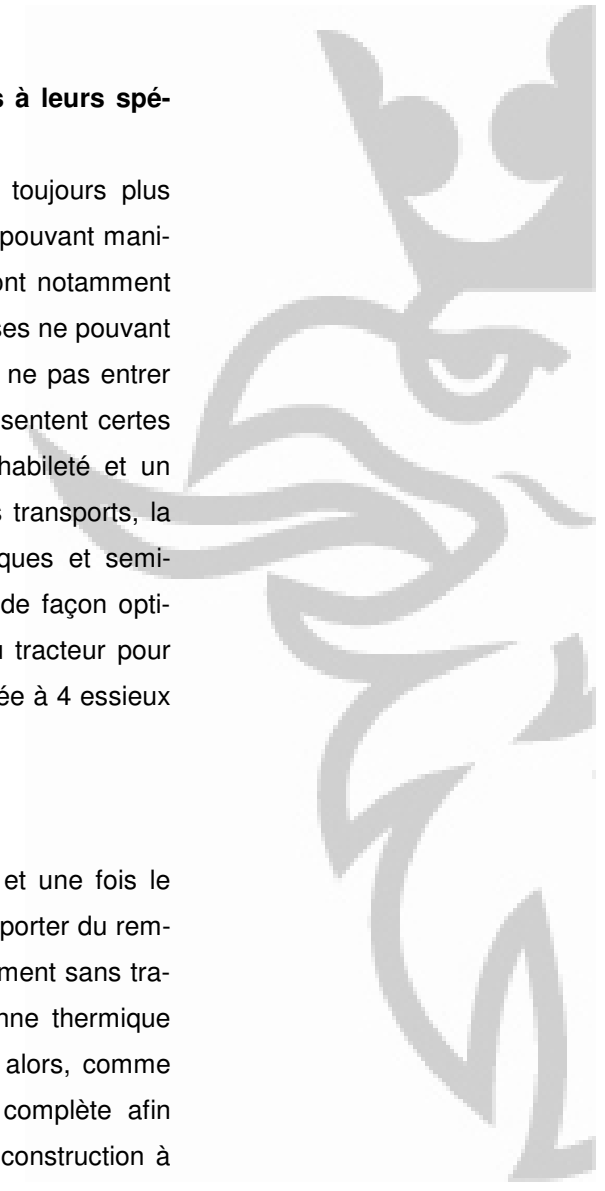 s à leurs spé-
toujours plus
pouvant mani-
ont notamment
ses ne pouvant
ne pas entrer
sentent certes
habileté et un
s transports, la
ques et semi-
de façon opti-
u tracteur pour
ée à 4 essieux
et une fois le
porter du rem-
ment sans tra-
nne thermique
alors, comme
complète afin
construction à